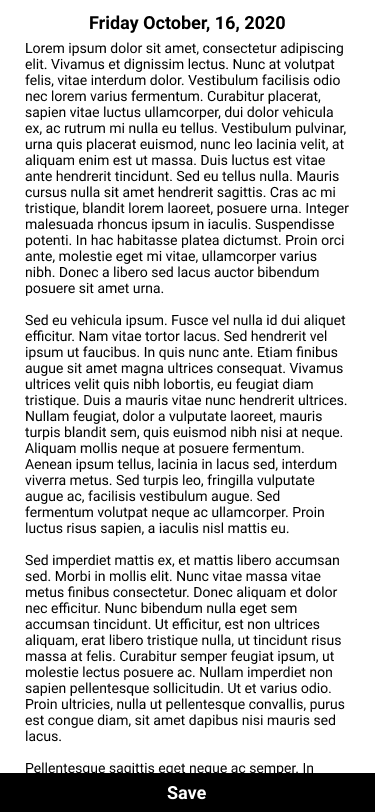 Friday October, 16, 2020
Lorem ipsum dolor sit amet, consectetur adipiscing
elit. Vivamus et dignissim lectus. Nunc at volutpat
felis, vitae interdum dolor. Vestibulum facilisis odio
nec lorem varius fermentum. Curabitur placerat,
sapien vitae luctus ullamcorper, dui dolor vehicula
ex, ac rutrum mi nulla eu tellus. Vestibulum pulvinar,
urna quis placerat euismod, nunc leo lacinia velit, at
aliquam enim est ut massa. Duis luctus est vitae
ante hendrerit tincidunt. Sed eu tellus nulla. Mauris
cursus nulla sit amet hendrerit sagittis. Cras ac mi
tristique, blandit lorem laoreet, posuere urna. Integer
malesuada rhoncus ipsum in iaculis. Suspendisse
potenti. In hac habitasse platea dictumst. Proin orci
ante, molestie eget mi vitae, ullamcorper varius
nibh. Donec a libero sed lacus auctor bibendum
posuere sit amet urna.
Sed eu vehicula ipsum. Fusce vel nulla id dui aliquet
efficitur. Nam vitae tortor lacus. Sed hendrerit vel
ipsum ut faucibus. In quis nunc ante. Etiam finibus
augue sit amet magna ultrices consequat. Vivamus
ultrices velit quis nibh lobortis, eu feugiat diam
tristique. Duis a mauris vitae nunc hendrerit ultrices.
Nullam feugiat, dolor a vulputate laoreet, mauris
turpis blandit sem, quis euismod nibh nisi at neque.
Aliquam mollis neque at posuere fermentum.
Aenean ipsum tellus, lacinia in lacus sed, interdum
viverra metus. Sed turpis leo, fringilla vulputate
augue ac, facilisis vestibulum augue. Sed
fermentum volutpat neque ac ullamcorper. Proin
luctus risus sapien, a iaculis nisl mattis eu.
Sed imperdiet mattis ex, et mattis libero accumsan
sed. Morbi in mollis elit. Nunc vitae massa vitae
metus finibus consectetur. Donec aliquam et dolor
nec efficitur. Nunc bibendum nulla eget sem
accumsan tincidunt. Ut efficitur, est non ultrices
aliquam, erat libero tristique nulla, ut tincidunt risus
massa at felis. Curabitur semper feugiat ipsum, ut
molestie lectus posuere ac. Nullam imperdiet non
sapien pellentesque sollicitudin. Ut et varius odio.
Proin ultricies, nulla ut pellentesque convallis, purus
est congue diam, sit amet dapibus nisi mauris sed
lacus.
Pellentesque sagittis eget neque ac semper. In
Save